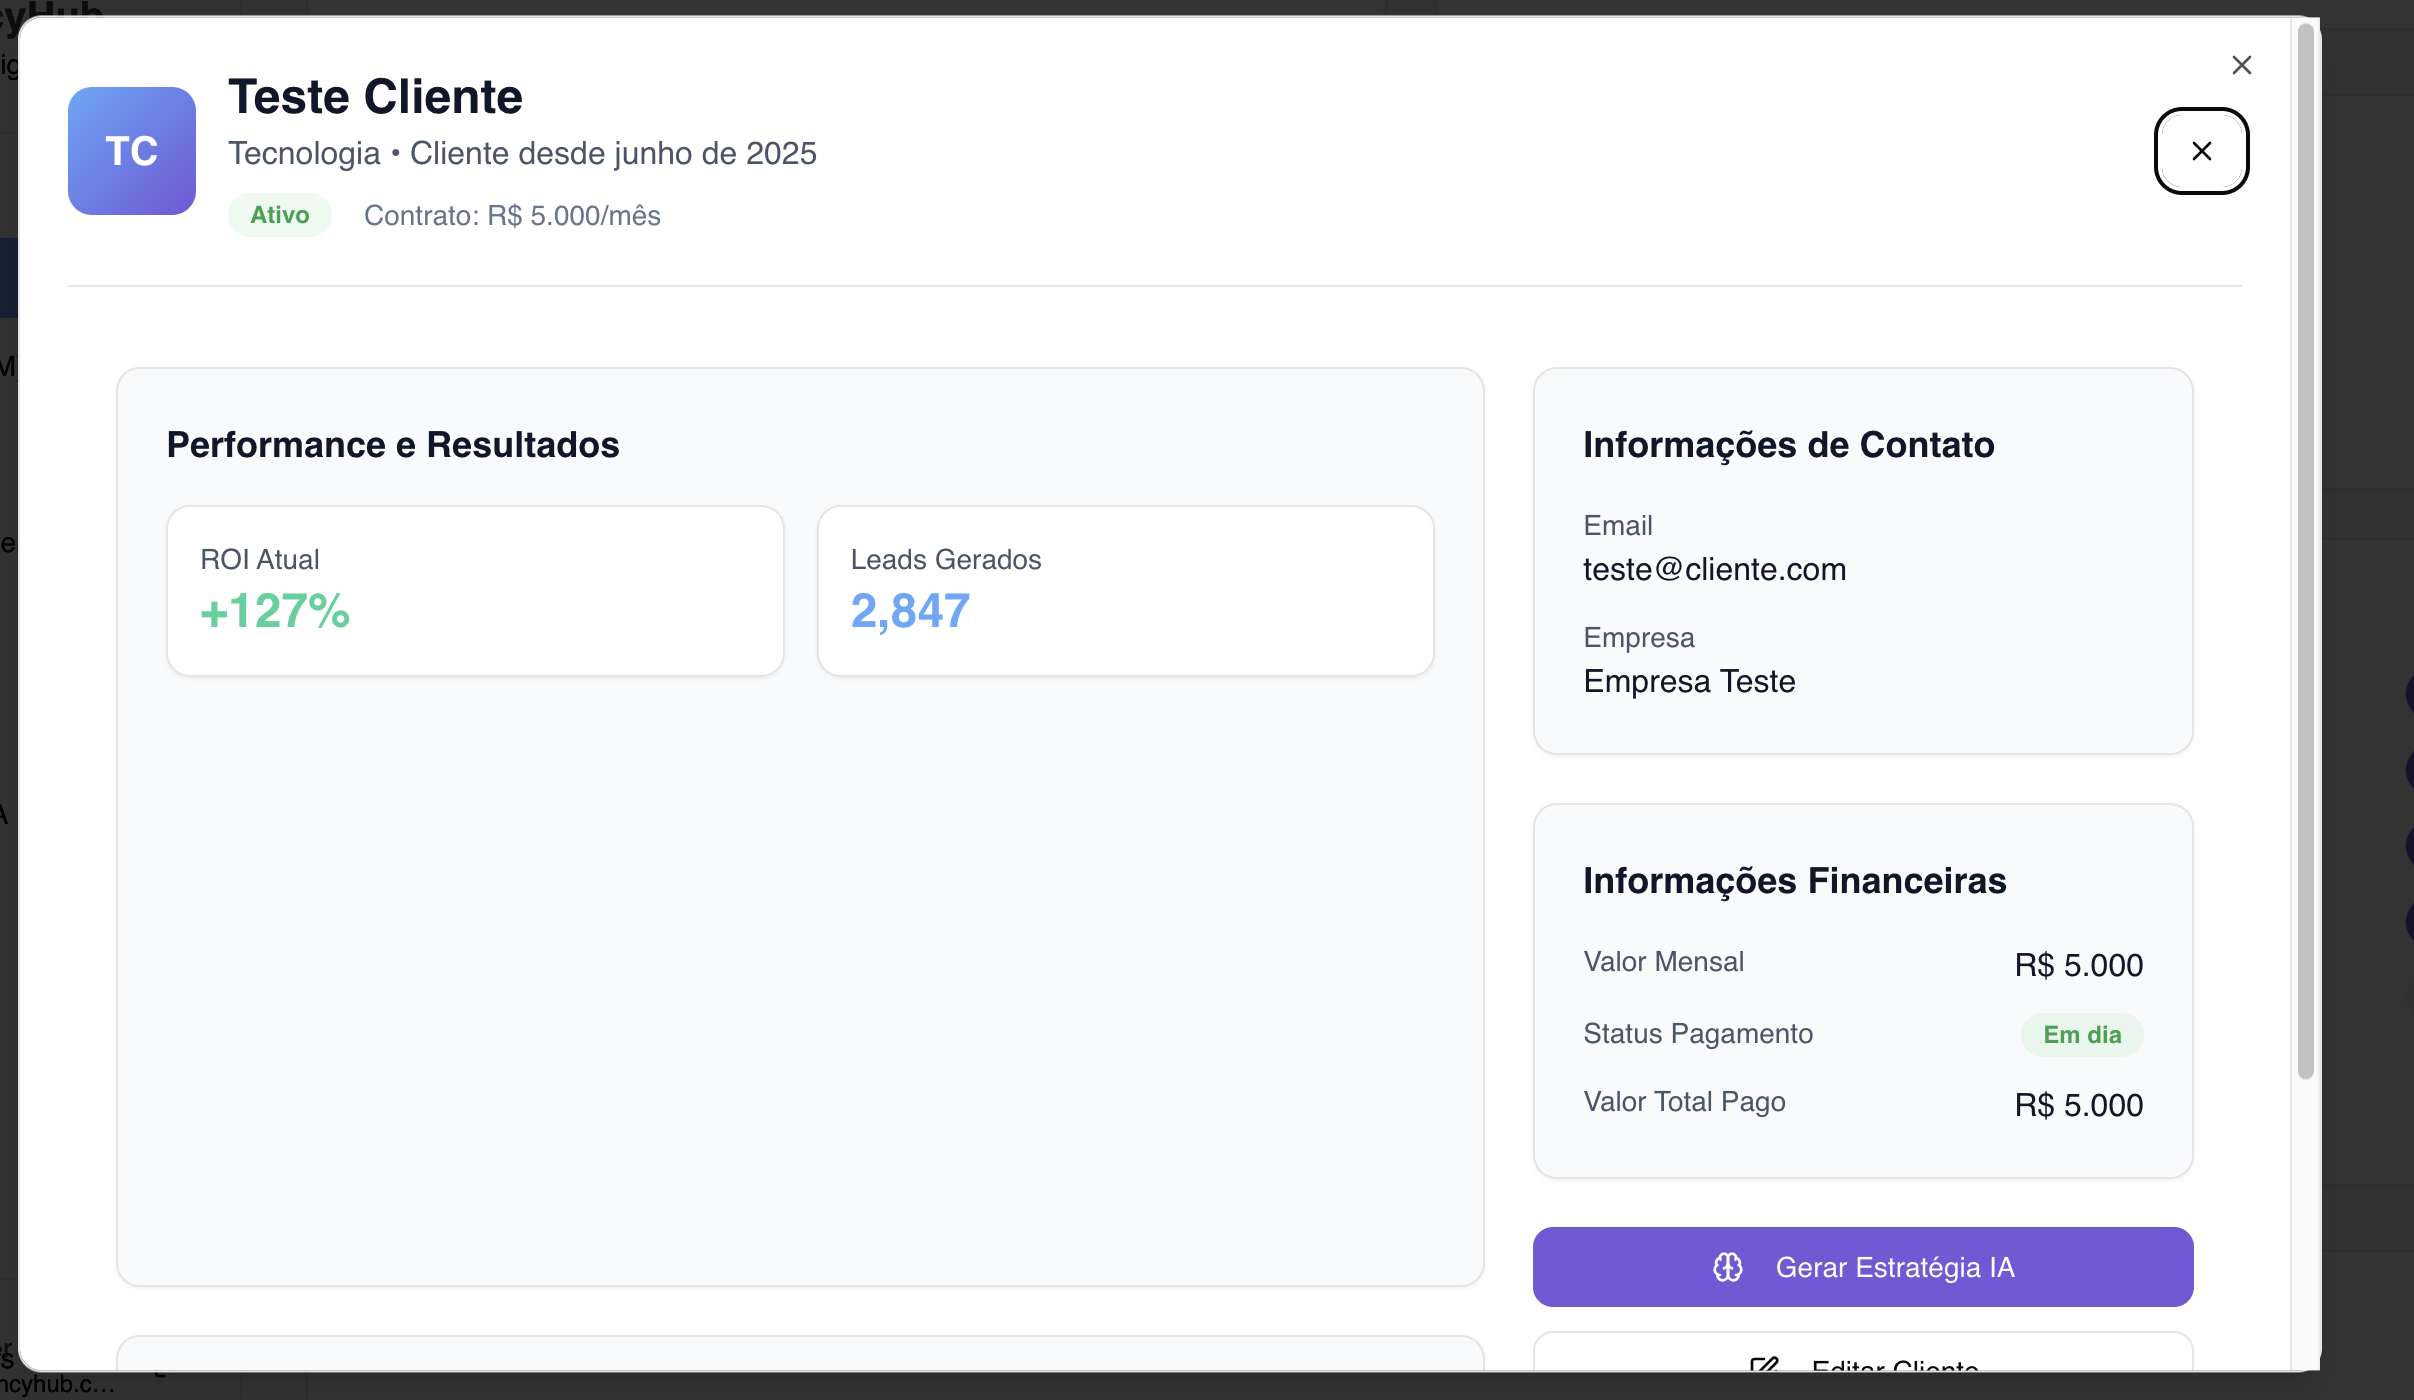 Teste Cliente
TC
Tecnologia • Cliente desde junho de 2025
Ativo
Contrato: R$ 5.000/mês
Performance e Resultados
ROI Atual
+127%
Leads Gerados
2,847
Informações de Contato
Email
teste@cliente.com
Empresa
Empresa Teste
Informações Financeiras
Valor Mensal
R$ 5.000
Status Pagamento
Em dia
Valor Total Pago
R$ 5.000
Gerar Estratégia IA
Editar Cliente
ncyhub.c...